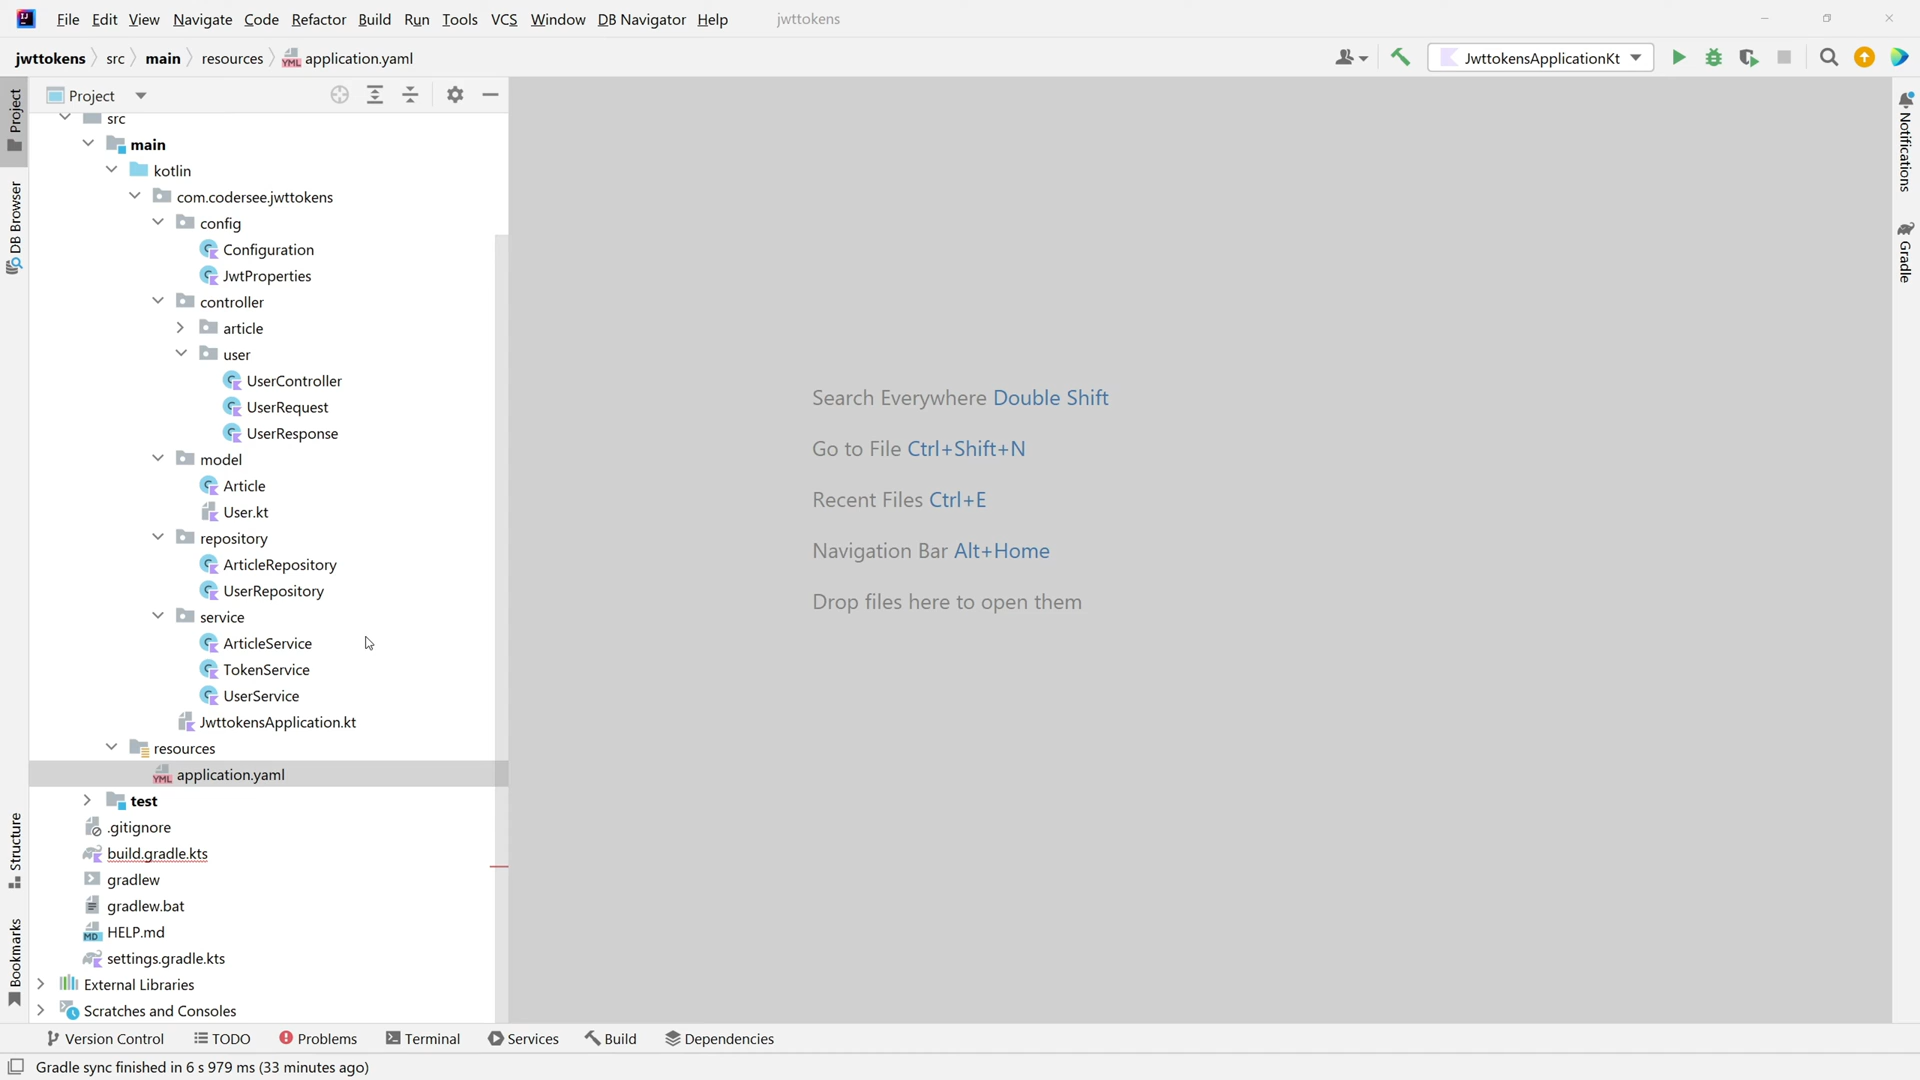 File Edit View Navigate Code Refactor Build Run Tools VCS Window DB Navigator Help jwttokens
jwttokens src main resources YML application.yaml JwttokensApplicationKt
Project
Project
DB Browser
Structure
Bookmarks
src
main
kotlin
com.codersee.jwttokens
config
Configuration
JwtProperties
controller
article
user
UserController
UserRequest
UserResponse
model
Article
User.kt
repository
ArticleRepository
UserRepository
service
ArticleService
TokenService
UserService
JwttokensApplication.kt
resources
YML application.yaml
test
.gitignore
build.gradle.kts
gradlew
gradlew.bat
MD HELP.md
settings.gradle.kts
External Libraries
Scratches and Consoles
Search Everywhere Double Shift
Go to File Ctrl+Shift+N
Recent Files Ctrl+E
Navigation Bar Alt+Home
Drop files here to open them
Notifications
Gradle
Version Control TODO Problems Terminal Services Build Dependencies
Gradle sync finished in 6 s 979 ms (33 minutes ago)